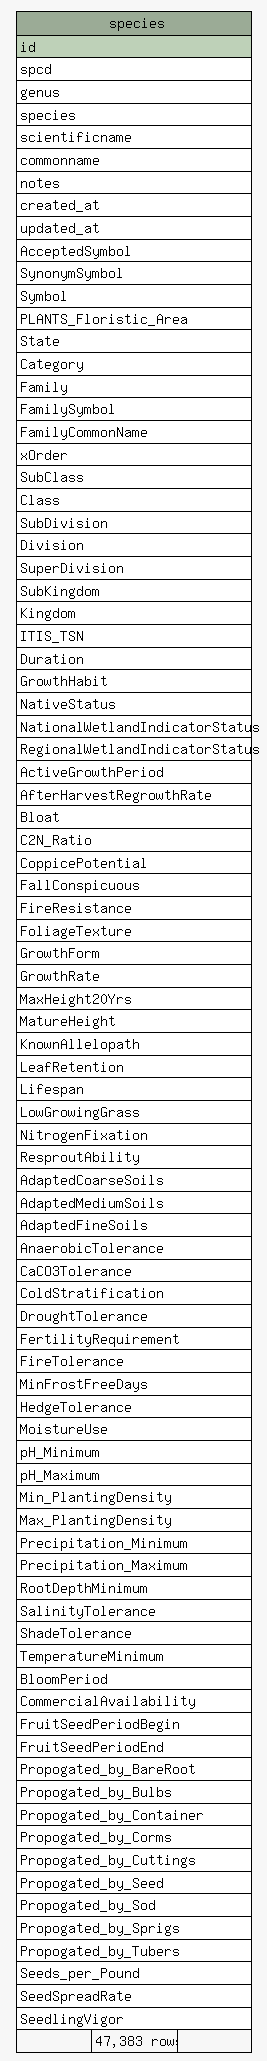 species
id
spcd
genus
species
scientificname
commonname
notes
created_at
updated_at
AcceptedSymbol
SynonymSymbol
Symbol
PLANTS_Floristic_Area
State
Category
Family
FamilySymbol
FamilyCommonName
xOrder
SubClass
Class
SubDivision
Division
SuperDivision
SubKingdom
Kingdom
ITIS_TSN
Duration
GrowthHabit
NativeStatus
NationalWetlandIndicatorStatus
RegionalWetlandIndicatorStatus
ActiveGrowthPeriod
AfterHarvestRegrowthRate
Bloat
C2N_Ratio
CoppicePotential
FallConspicuous
FireResistance
FoliageTexture
GrowthForm
GrowthRate
MaxHeight20Yrs
MatureHeight
KnownAllelopath
LeafRetention
Lifespan
LowGrowingGrass
NitrogenFixation
ResproutAbility
AdaptedCoarseSoils
AdaptedMediumSoils
AdaptedFineSoils
AnaerobicTolerance
CaCO3Tolerance
ColdStratification
DroughtTolerance
FertilityRequirement
FireTolerance
MinFrostFreeDays
HedgeTolerance
MoistureUse
pH_Minimum
pH_Maximum
Min_PlantingDensity
Max_PlantingDensity
Precipitation_Minimum
Precipitation_Maximum
RootDepthMinimum
SalinityTolerance
ShadeTolerance
TemperatureMinimum
BloomPeriod
CommercialAvailability
FruitSeedPeriodBegin
FruitSeedPeriodEnd
Propogated_by_BareRoot
Propogated_by_Bulbs
Propogated_by_Container
Propogated_by_Corms
Propogated_by_Cuttings
Propogated_by_Seed
Propogated_by_Sod
Propogated_by_Sprigs
Propogated_by_Tubers
Seeds_per_Pound
SeedSpreadRate
SeedlingVigor
47,383 rows